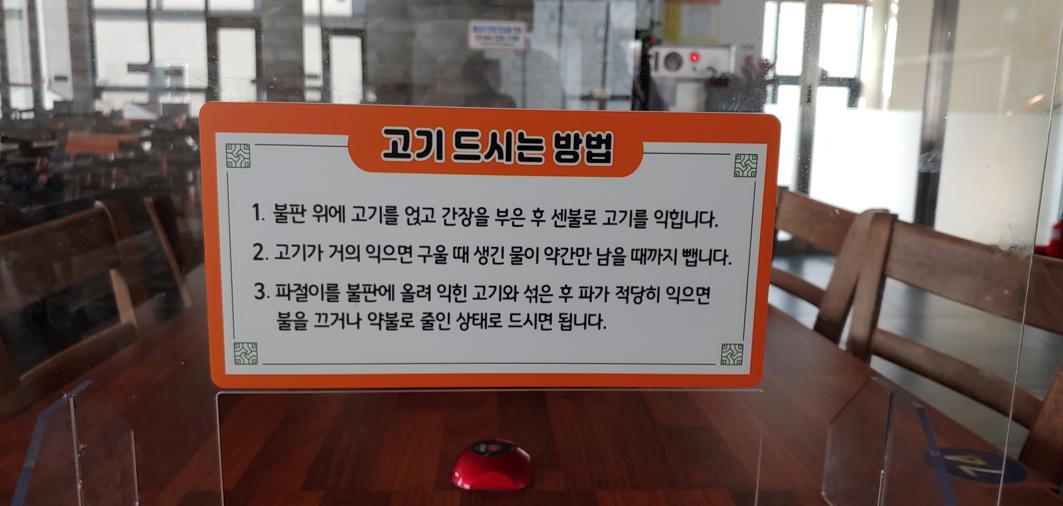 고기 드시는 방법
1. 불판 위에 고기를 얹고 간장을 부은 후 센불로 고기를 익힙니다.
2. 고기가 거의 익으면 구울 때 생긴 물이 약간만 남을 때까지 뺍니다.
3. 파절이를 불판에 올려 익힌 고기와 섞은 후 파가 적당히 익으면
불을 끄거나 약불로 줄인 상태로 드시면 됩니다.